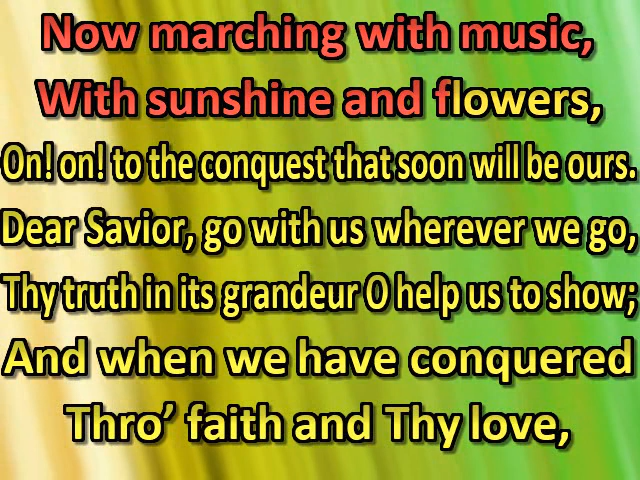 Now marching with music,
With sunshine and flowers,
On! on! to the conquest that soon will be ours.
Dear Savior, go with us wherever we go,
Thy truth in its grandeur O help us to show;
And when we have conquered
Thro’ faith and Thy love,